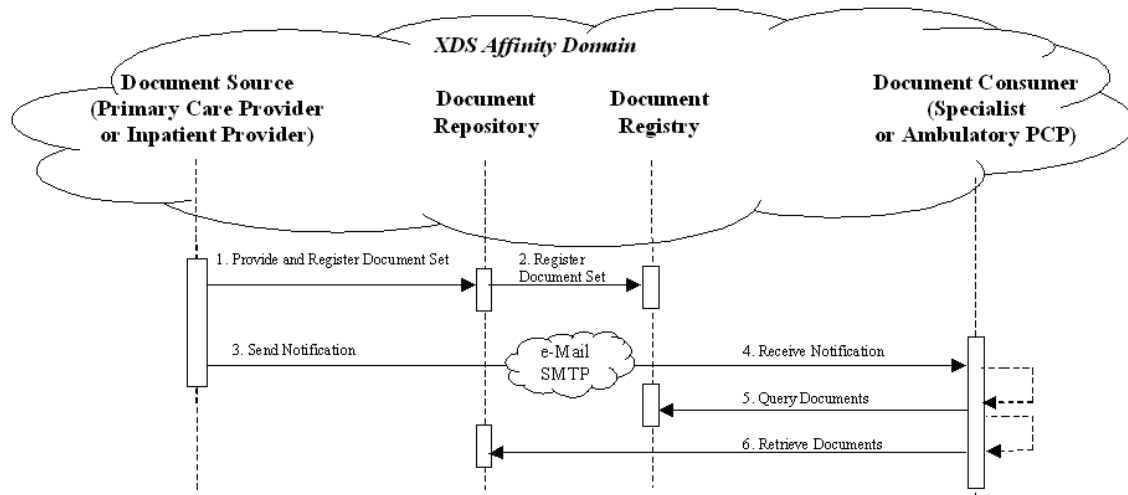 XDS Affinity Domain
Document Source
(Primary Care Provider
or Inpatient Provider)
Document
Repository
Document
Registry
Document Consumer
(Specialist
or Ambulatory PCP)
1. Provide and Register Document Set
2. Register
Document Set
3. Send Notification
e-Mail
SMTP
4. Receive Notification
5. Query Documents
6. Retrieve Documents